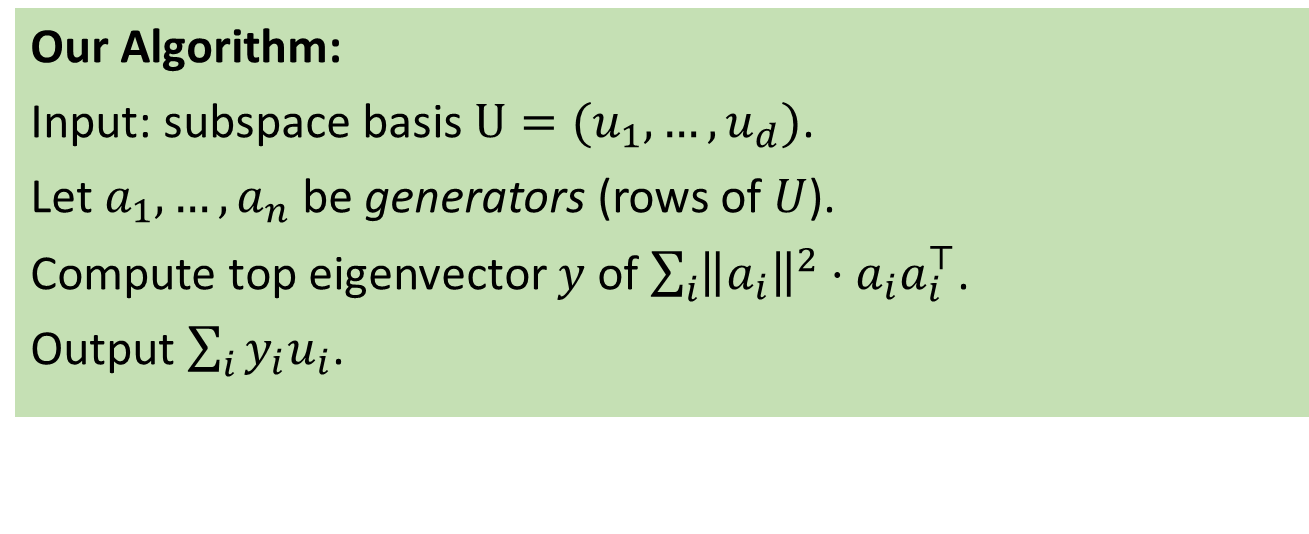 Our Algorithm:
Input: subspace basis U = (u₁, … , u_d).
Let a₁, … , aₙ be generators (rows of U).
Compute top eigenvector y of ∑ᵢ‖aᵢ‖² · aᵢaᵢ^⊤ .
Output ∑ᵢ yᵢuᵢ.